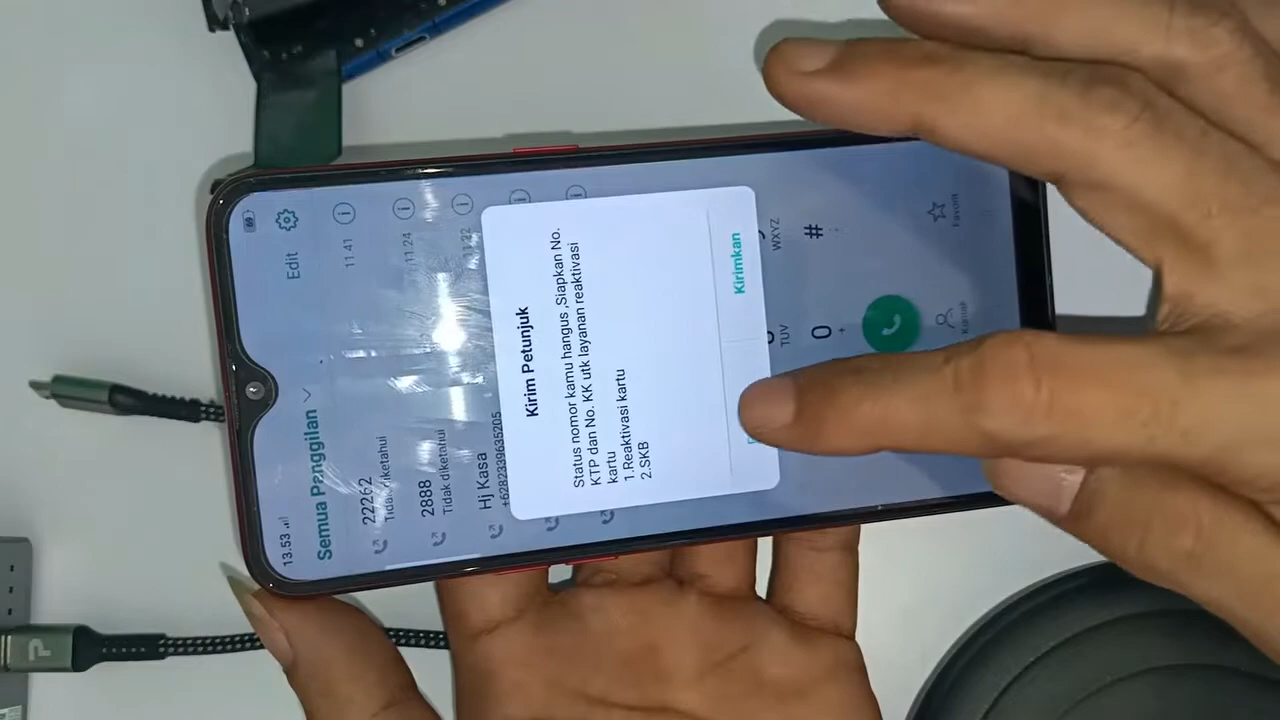 13.53
69
Edit
Semua Panggilan
22262
Tidak diketahui
11.41
2888
Tidak diketahui
11.24
Hj Kasa
+6282339635205
Kirim Petunjuk
Status nomor kamu hangus ,Siapkan No.
KTP dan No. KK utk layanan reaktivasi
kartu
1.Reaktivasi kartu
2.SKB
Kirimkan
WXYZ
TUV
0
+
#
Favorit
Kontak
P